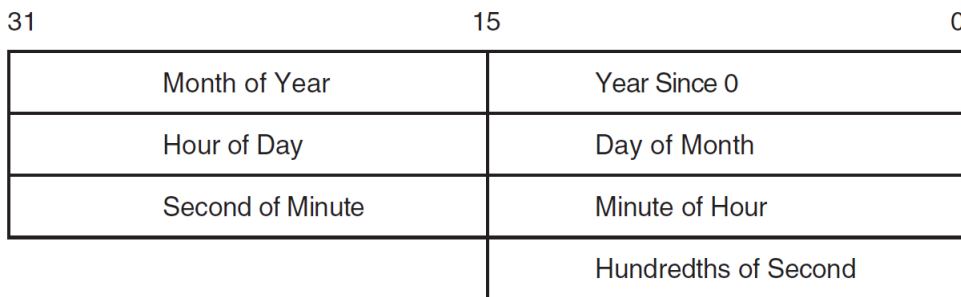 31 15 0
Month of Year Year Since 0
Hour of Day Day of Month
Second of Minute Minute of Hour
Hundredths of Second